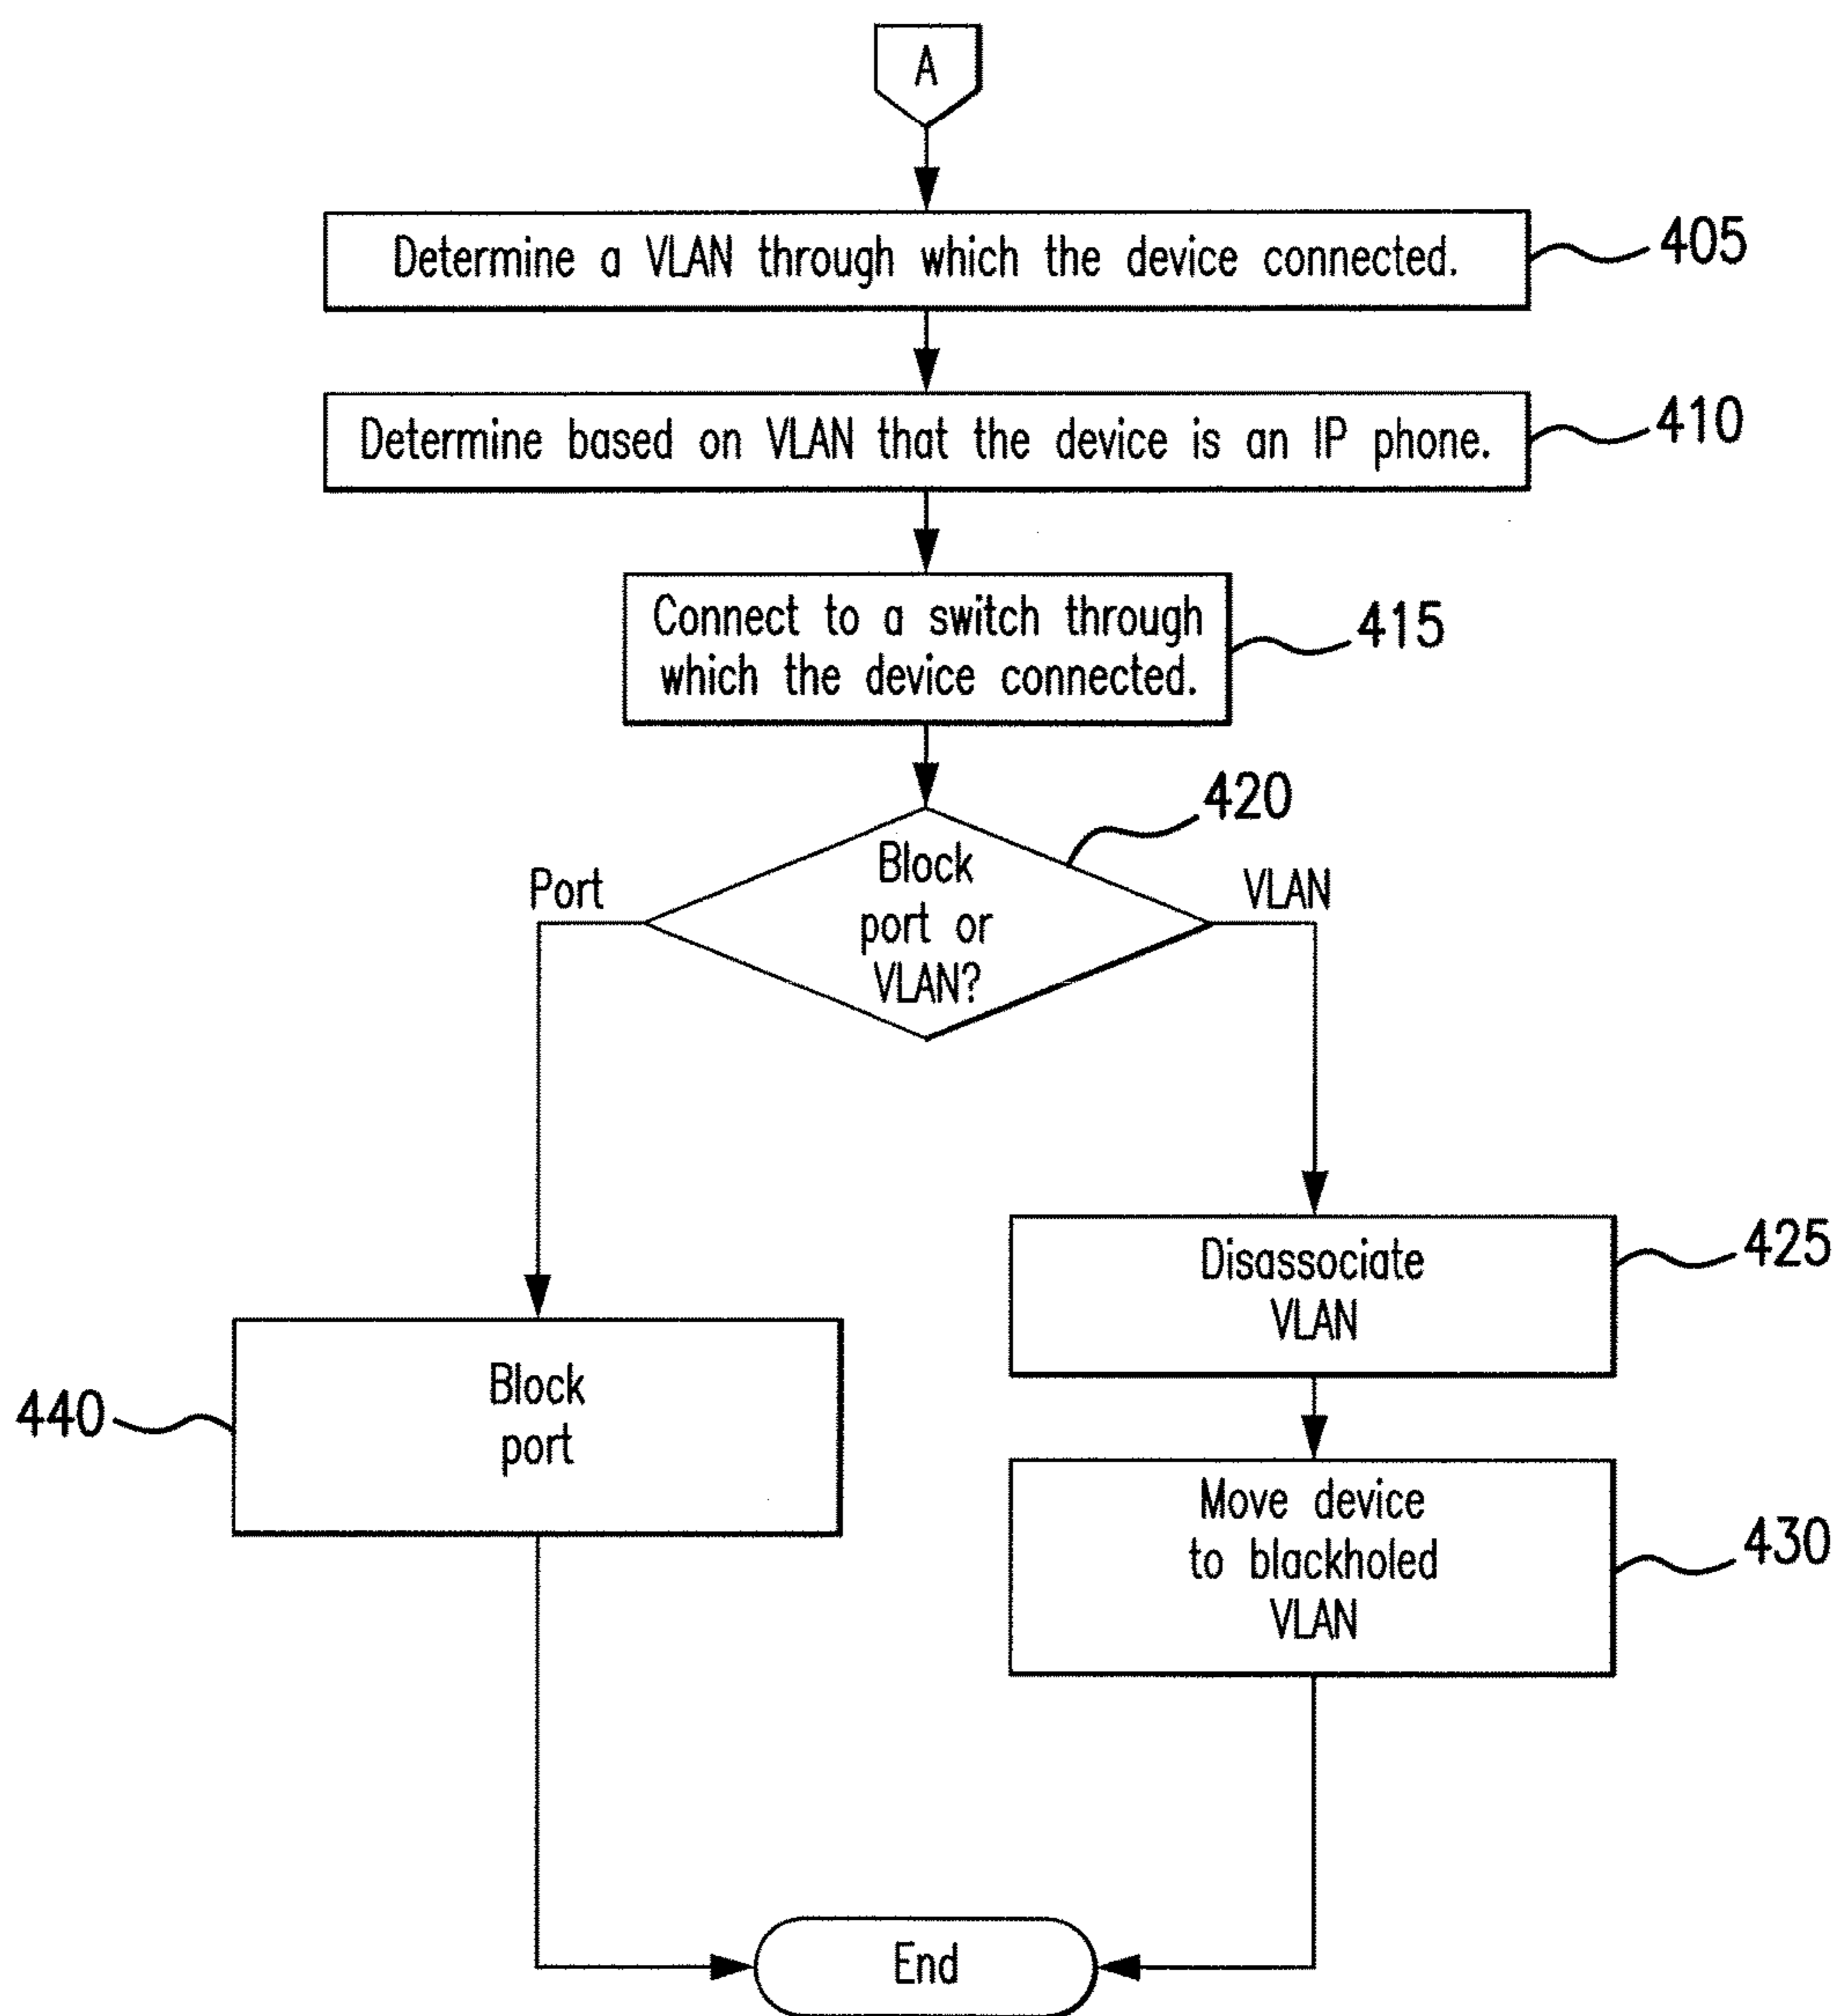 A
Determine a VLAN through which the device connected.
405
Determine based on VLAN that the device is an IP phone.
410
Connect to a switch through
which the device connected.
415
420
Block
port or
VLAN?
Port
VLAN
Disassociate
VLAN
425
Block
port
440
Move device
to blackholed
VLAN
430
End